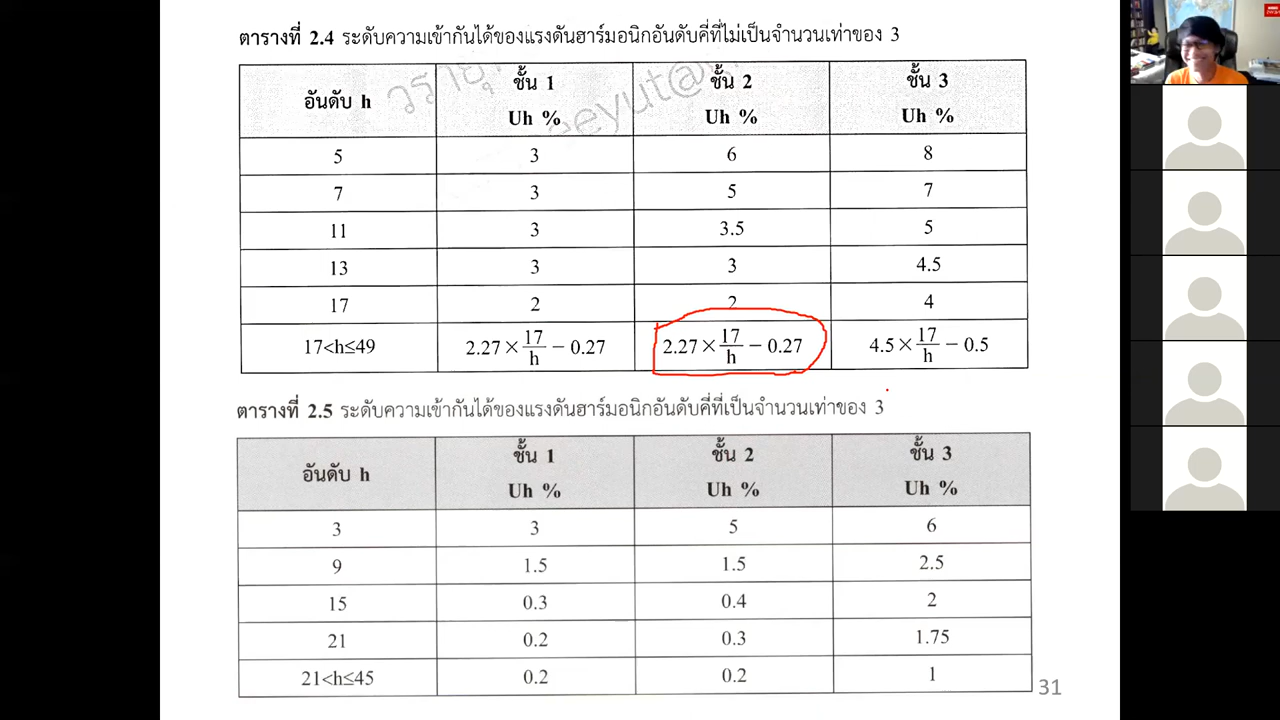 ตารางที่ 2.4 ระดับความเข้ากันได้ของแรงดันฮาร์มอนิกอันดับคี่ที่ไม่เป็นจำนวนเท่าของ 3
อันดับ h ชั้น 1 Uh % ชั้น 2 Uh % ชั้น 3 Uh %
5 3 6 8
7 3 5 7
11 3 3.5 5
13 3 3 4.5
17 2 2 4
17<h≤49 2.27×17/h−0.27 2.27×17/h−0.27 4.5×17/h−0.5
ตารางที่ 2.5 ระดับความเข้ากันได้ของแรงดันฮาร์มอนิกอันดับคี่ที่เป็นจำนวนเท่าของ 3
อันดับ h ชั้น 1 Uh % ชั้น 2 Uh % ชั้น 3 Uh %
3 3 5 6
9 1.5 1.5 2.5
15 0.3 0.4 2
21 0.2 0.3 1.75
21<h≤45 0.2 0.2 1
31